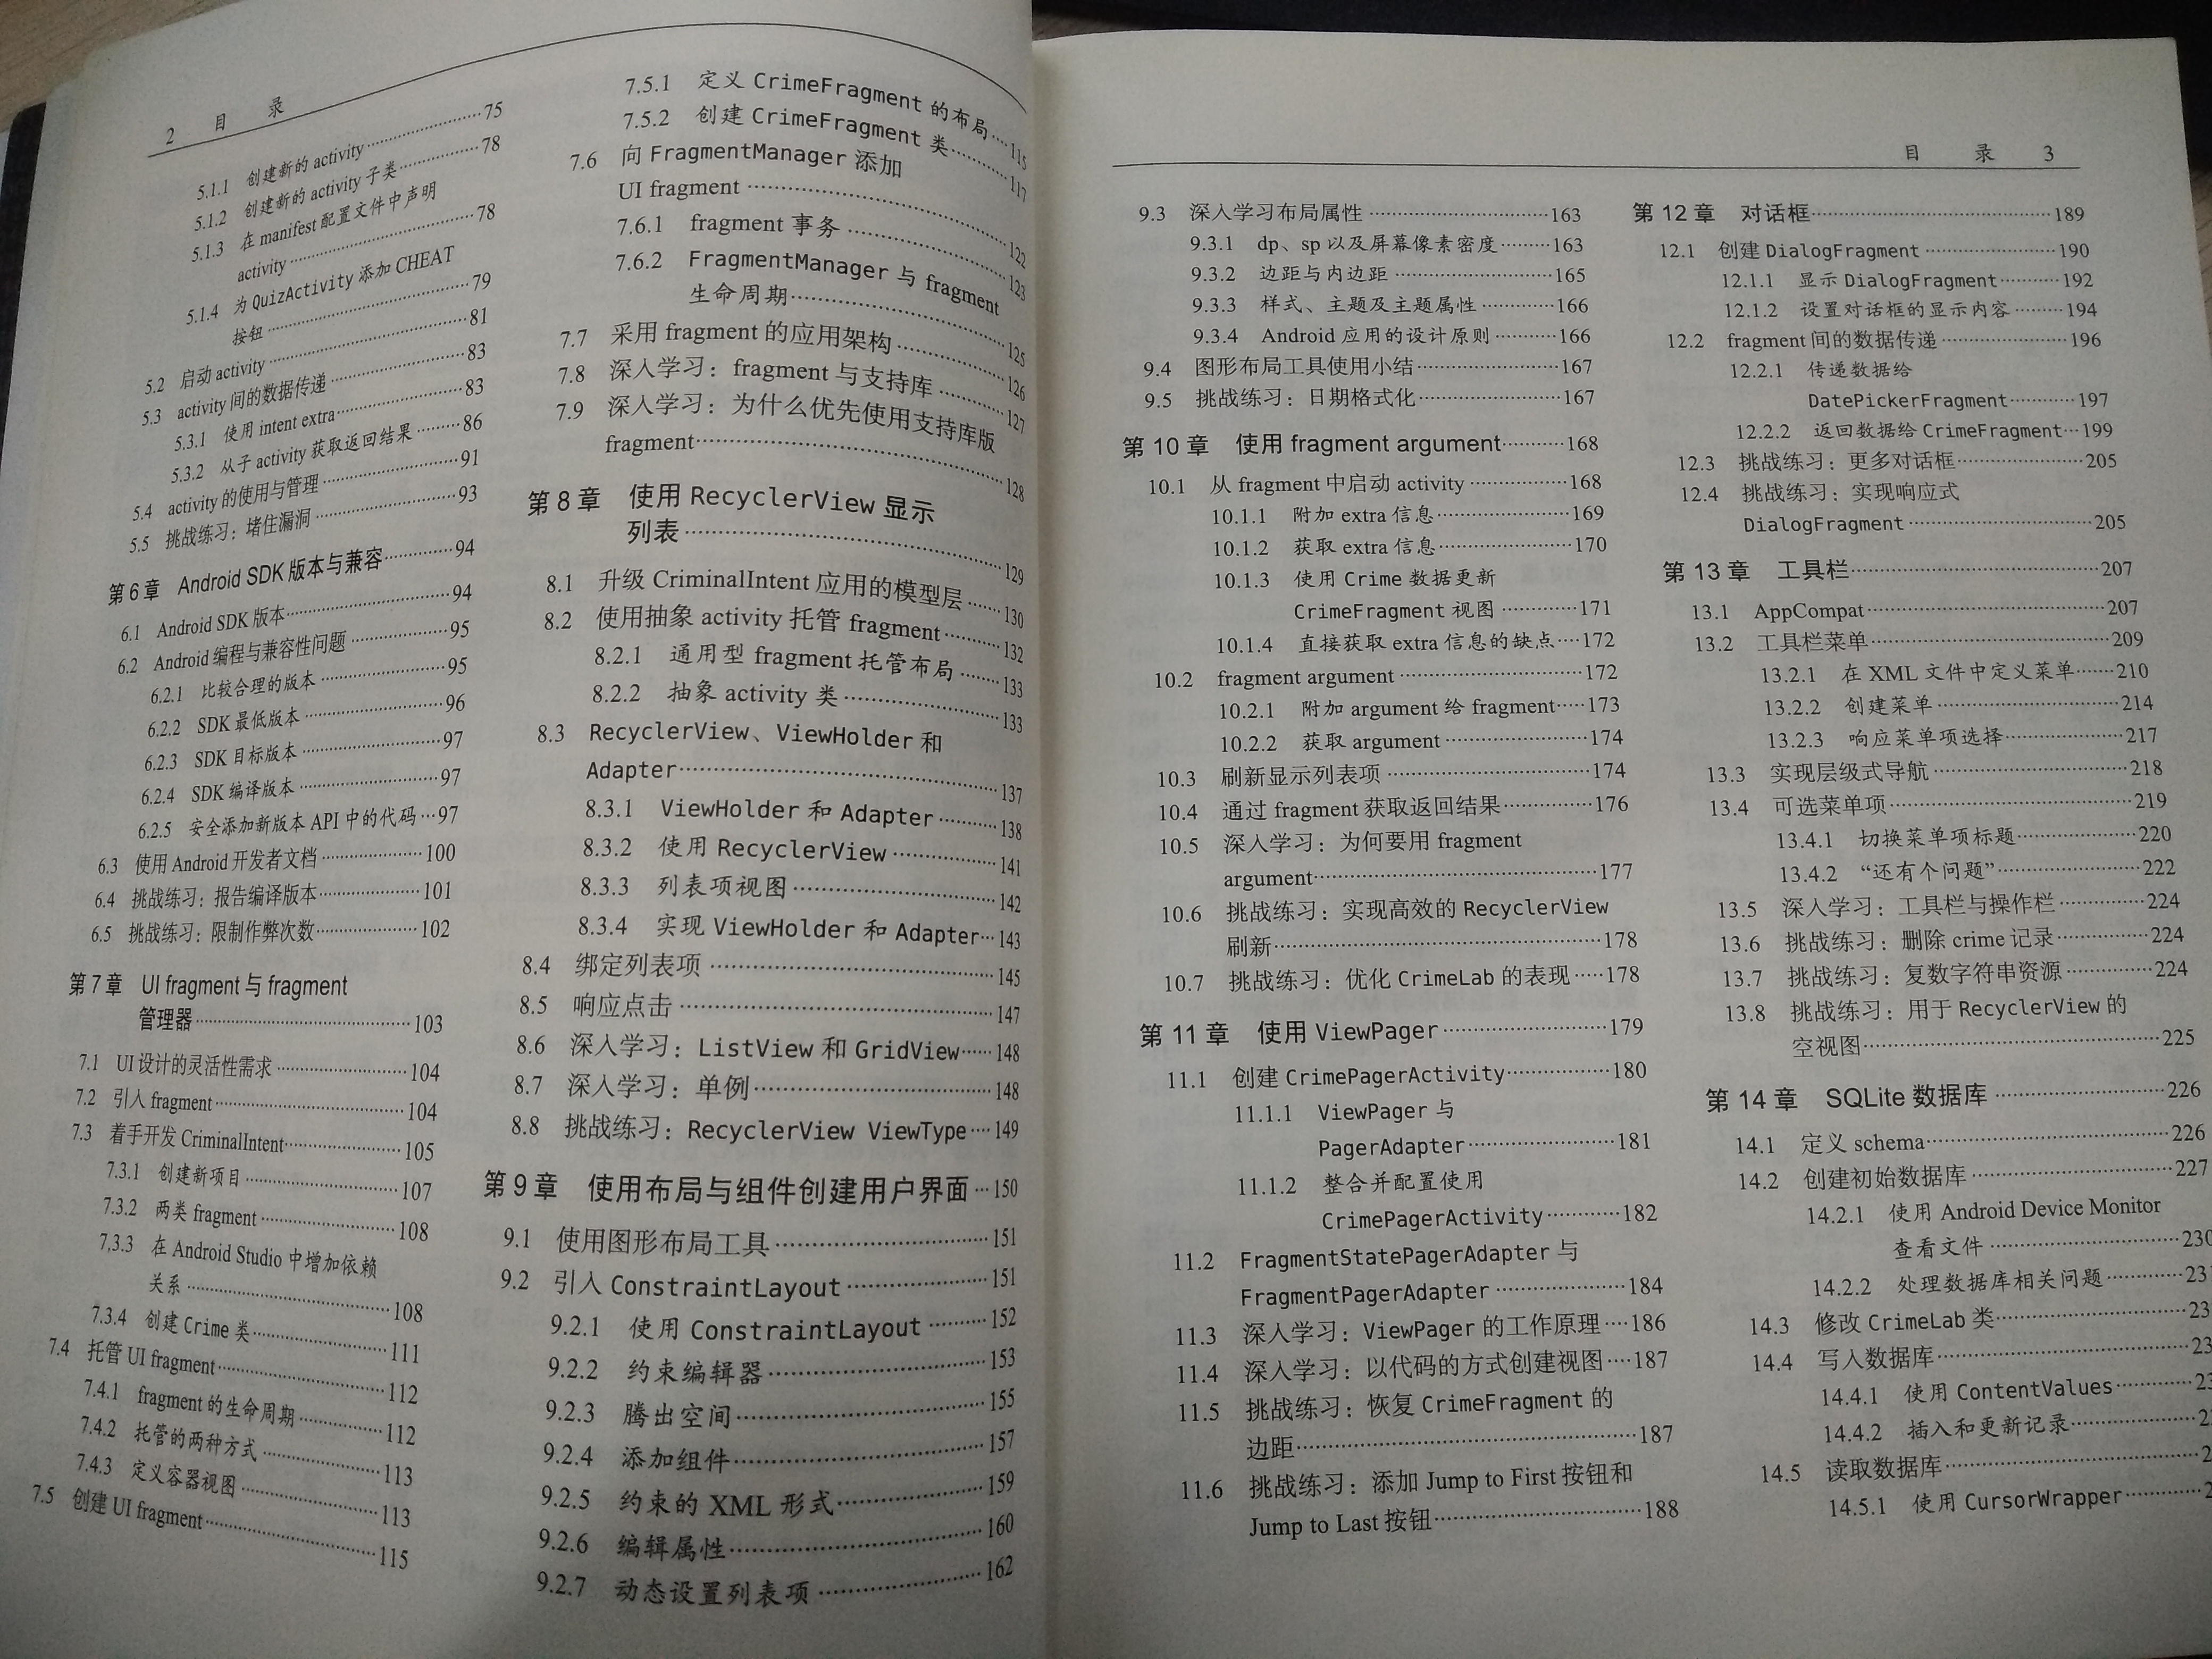 2 目 录
5.1.1 创建新的 activity 75
5.1.2 创建新的 activity 子类 78
5.1.3 在 manifest 配置文件中声明
activity 78
5.1.4 为 QuizActivity 添加 CHEAT
按钮 79
5.2 启动 activity 81
5.3 activity 间的数据传递 83
5.3.1 使用 intent extra 83
5.3.2 从子 activity 获取返回结果 86
5.4 activity 的使用与管理 91
5.5 挑战练习：堵住漏洞 93
第 6 章 Android SDK 版本与兼容 94
6.1 Android SDK 版本 94
6.2 Android 编程与兼容性问题 95
6.2.1 比较合理的版本 95
6.2.2 SDK 最低版本 96
6.2.3 SDK 目标版本 97
6.2.4 SDK 编译版本 97
6.2.5 安全添加新版本 API 中的代码 97
6.3 使用 Android 开发者文档 100
6.4 挑战练习：报告编译版本 101
6.5 挑战练习：限制作弊次数 102
第 7 章 UI fragment 与 fragment
管理器 103
7.1 UI 设计的灵活性需求 104
7.2 引入 fragment 104
7.3 着手开发 CriminalIntent 105
7.3.1 创建新项目 107
7.3.2 两类 fragment 108
7.3.3 在 Android Studio 中增加依赖
关系 108
7.3.4 创建 Crime 类 111
7.4 托管 UI fragment 112
7.4.1 fragment 的生命周期 112
7.4.2 托管的两种方式 113
7.4.3 定义容器视图 113
7.5 创建 UI fragment 115
7.5.1 定义 CrimeFragment 的布局 115
7.5.2 创建 CrimeFragment 类 117
7.6 向 FragmentManager 添加
UI fragment 122
7.6.1 fragment 事务 123
7.6.2 FragmentManager 与 fragment
生命周期 125
7.7 采用 fragment 的应用架构 126
7.8 深入学习：fragment 与支持库 127
7.9 深入学习：为什么优先使用支持库版
fragment 128
第 8 章 使用 RecyclerView 显示
列表 129
8.1 升级 CriminalIntent 应用的模型层 130
8.2 使用抽象 activity 托管 fragment 132
8.2.1 通用型 fragment 托管布局 133
8.2.2 抽象 activity 类 133
8.3 RecyclerView、ViewHolder 和
Adapter 137
8.3.1 ViewHolder 和 Adapter 138
8.3.2 使用 RecyclerView 141
8.3.3 列表项视图 142
8.3.4 实现 ViewHolder 和 Adapter 143
8.4 绑定列表项 145
8.5 响应点击 147
8.6 深入学习：ListView 和 GridView 148
8.7 深入学习：单例 148
8.8 挑战练习：RecyclerView ViewType 149
第 9 章 使用布局与组件创建用户界面 150
9.1 使用图形布局工具 151
9.2 引入 ConstraintLayout 151
9.2.1 使用 ConstraintLayout 152
9.2.2 约束编辑器 153
9.2.3 腾出空间 155
9.2.4 添加组件 157
9.2.5 约束的 XML 形式 159
9.2.6 编辑属性 160
9.2.7 动态设置列表项 162
目 录 3
9.3 深入学习布局属性 163
9.3.1 dp、sp 以及屏幕像素密度 163
9.3.2 边距与内边距 165
9.3.3 样式、主题及主题属性 166
9.3.4 Android 应用的设计原则 166
9.4 图形布局工具使用小结 167
9.5 挑战练习：日期格式化 167
第 10 章 使用 fragment argument 168
10.1 从 fragment 中启动 activity 168
10.1.1 附加 extra 信息 169
10.1.2 获取 extra 信息 170
10.1.3 使用 Crime 数据更新
CrimeFragment 视图 171
10.1.4 直接获取 extra 信息的缺点 172
10.2 fragment argument 172
10.2.1 附加 argument 给 fragment 173
10.2.2 获取 argument 174
10.3 刷新显示列表项 174
10.4 通过 fragment 获取返回结果 176
10.5 深入学习：为何要用 fragment
argument 177
10.6 挑战练习：实现高效的 RecyclerView
刷新 178
10.7 挑战练习：优化 CrimeLab 的表现 178
第 11 章 使用 ViewPager 179
11.1 创建 CrimePagerActivity 180
11.1.1 ViewPager 与
PagerAdapter 181
11.1.2 整合并配置使用
CrimePagerActivity 182
11.2 FragmentStatePagerAdapter 与
FragmentPagerAdapter 184
11.3 深入学习：ViewPager 的工作原理 186
11.4 深入学习：以代码的方式创建视图 187
11.5 挑战练习：恢复 CrimeFragment 的
边距 187
11.6 挑战练习：添加 Jump to First 按钮和
Jump to Last 按钮 188
第 12 章 对话框 189
12.1 创建 DialogFragment 190
12.1.1 显示 DialogFragment 192
12.1.2 设置对话框的显示内容 194
12.2 fragment 间的数据传递 196
12.2.1 传递数据给
DatePickerFragment 197
12.2.2 返回数据给 CrimeFragment 199
12.3 挑战练习：更多对话框 205
12.4 挑战练习：实现响应式
DialogFragment 205
第 13 章 工具栏 207
13.1 AppCompat 207
13.2 工具栏菜单 209
13.2.1 在 XML 文件中定义菜单 210
13.2.2 创建菜单 214
13.2.3 响应菜单项选择 217
13.3 实现层级式导航 218
13.4 可选菜单项 219
13.4.1 切换菜单项标题 220
13.4.2 “还有个问题” 222
13.5 深入学习：工具栏与操作栏 224
13.6 挑战练习：删除 crime 记录 224
13.7 挑战练习：复数字符串资源 224
13.8 挑战练习：用于 RecyclerView 的
空视图 225
第 14 章 SQLite 数据库 226
14.1 定义 schema 226
14.2 创建初始数据库 227
14.2.1 使用 Android Device Monitor
查看文件 230
14.2.2 处理数据库相关问题
14.3 修改 CrimeLab 类
14.4 写入数据库
14.4.1 使用 ContentValues
14.4.2 插入和更新记录
14.5 读取数据库
14.5.1 使用 CursorWrapper